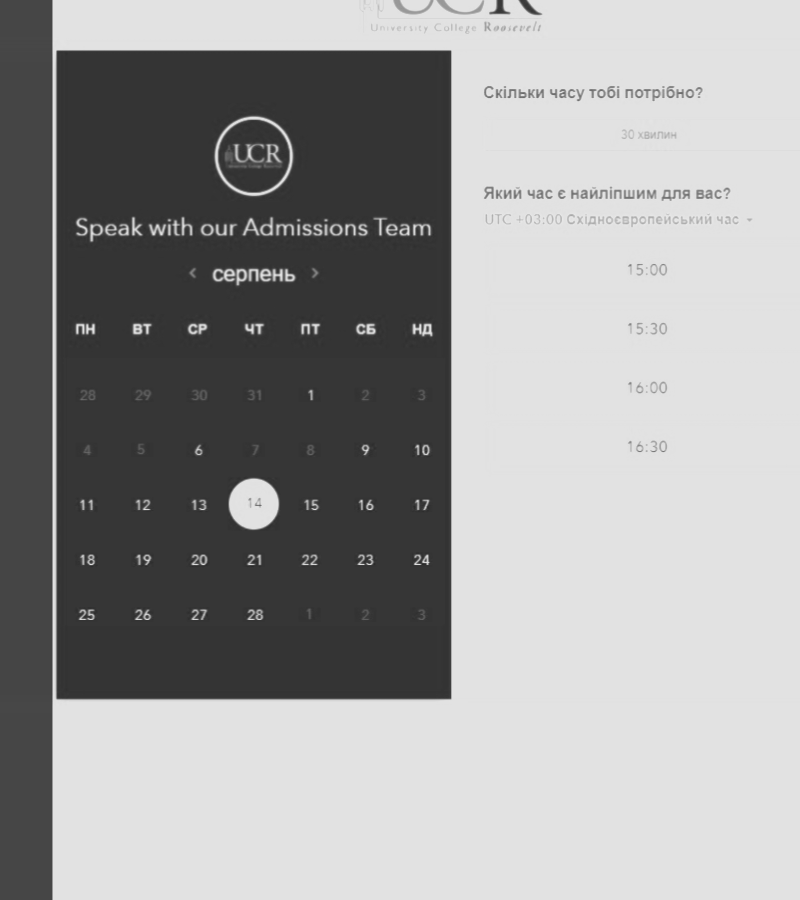 UCR
University College Roosevelt
UCR
Speak with our Admissions Team
серпень
ПН ВТ СР ЧТ ПТ СБ НД
28 29 30 31 1 2 3
4 5 6 7 8 9 10
11 12 13 14 15 16 17
18 19 20 21 22 23 24
25 26 27 28 1 2 3
Скільки часу тобі потрібно?
30 хвилин
Який час є найліпшим для вас?
UTC +03:00 Східноєвропейський час
15:00
15:30
16:00
16:30